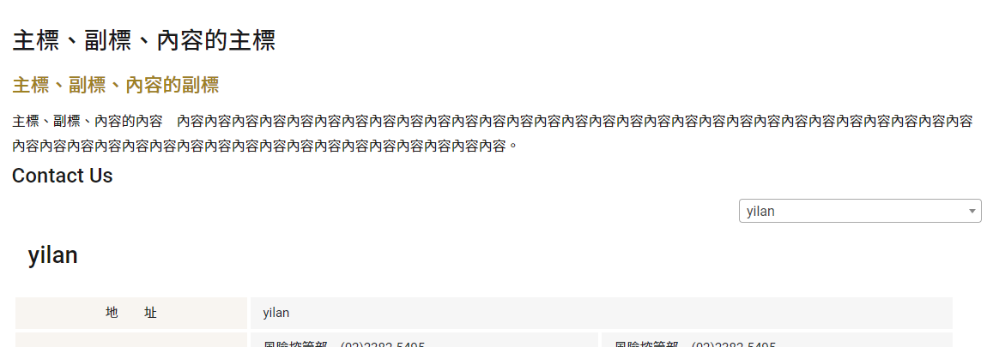 主標、副標、內容的主標
主標、副標、內容的副標
主標、副標、內容的內容　內容內容內容內容內容內容內容內容內容內容內容內容內容內容內容內容內容內容內容內容內容內容內容內容內容內容內容內容內容
內容內容內容內容內容內容內容內容內容內容內容內容內容內容內容內容內容內容。
Contact Us
yilan
yilan
地　　址 yilan
風險控管部　(02)2382-5495 風險控管部　(02)2382-5495